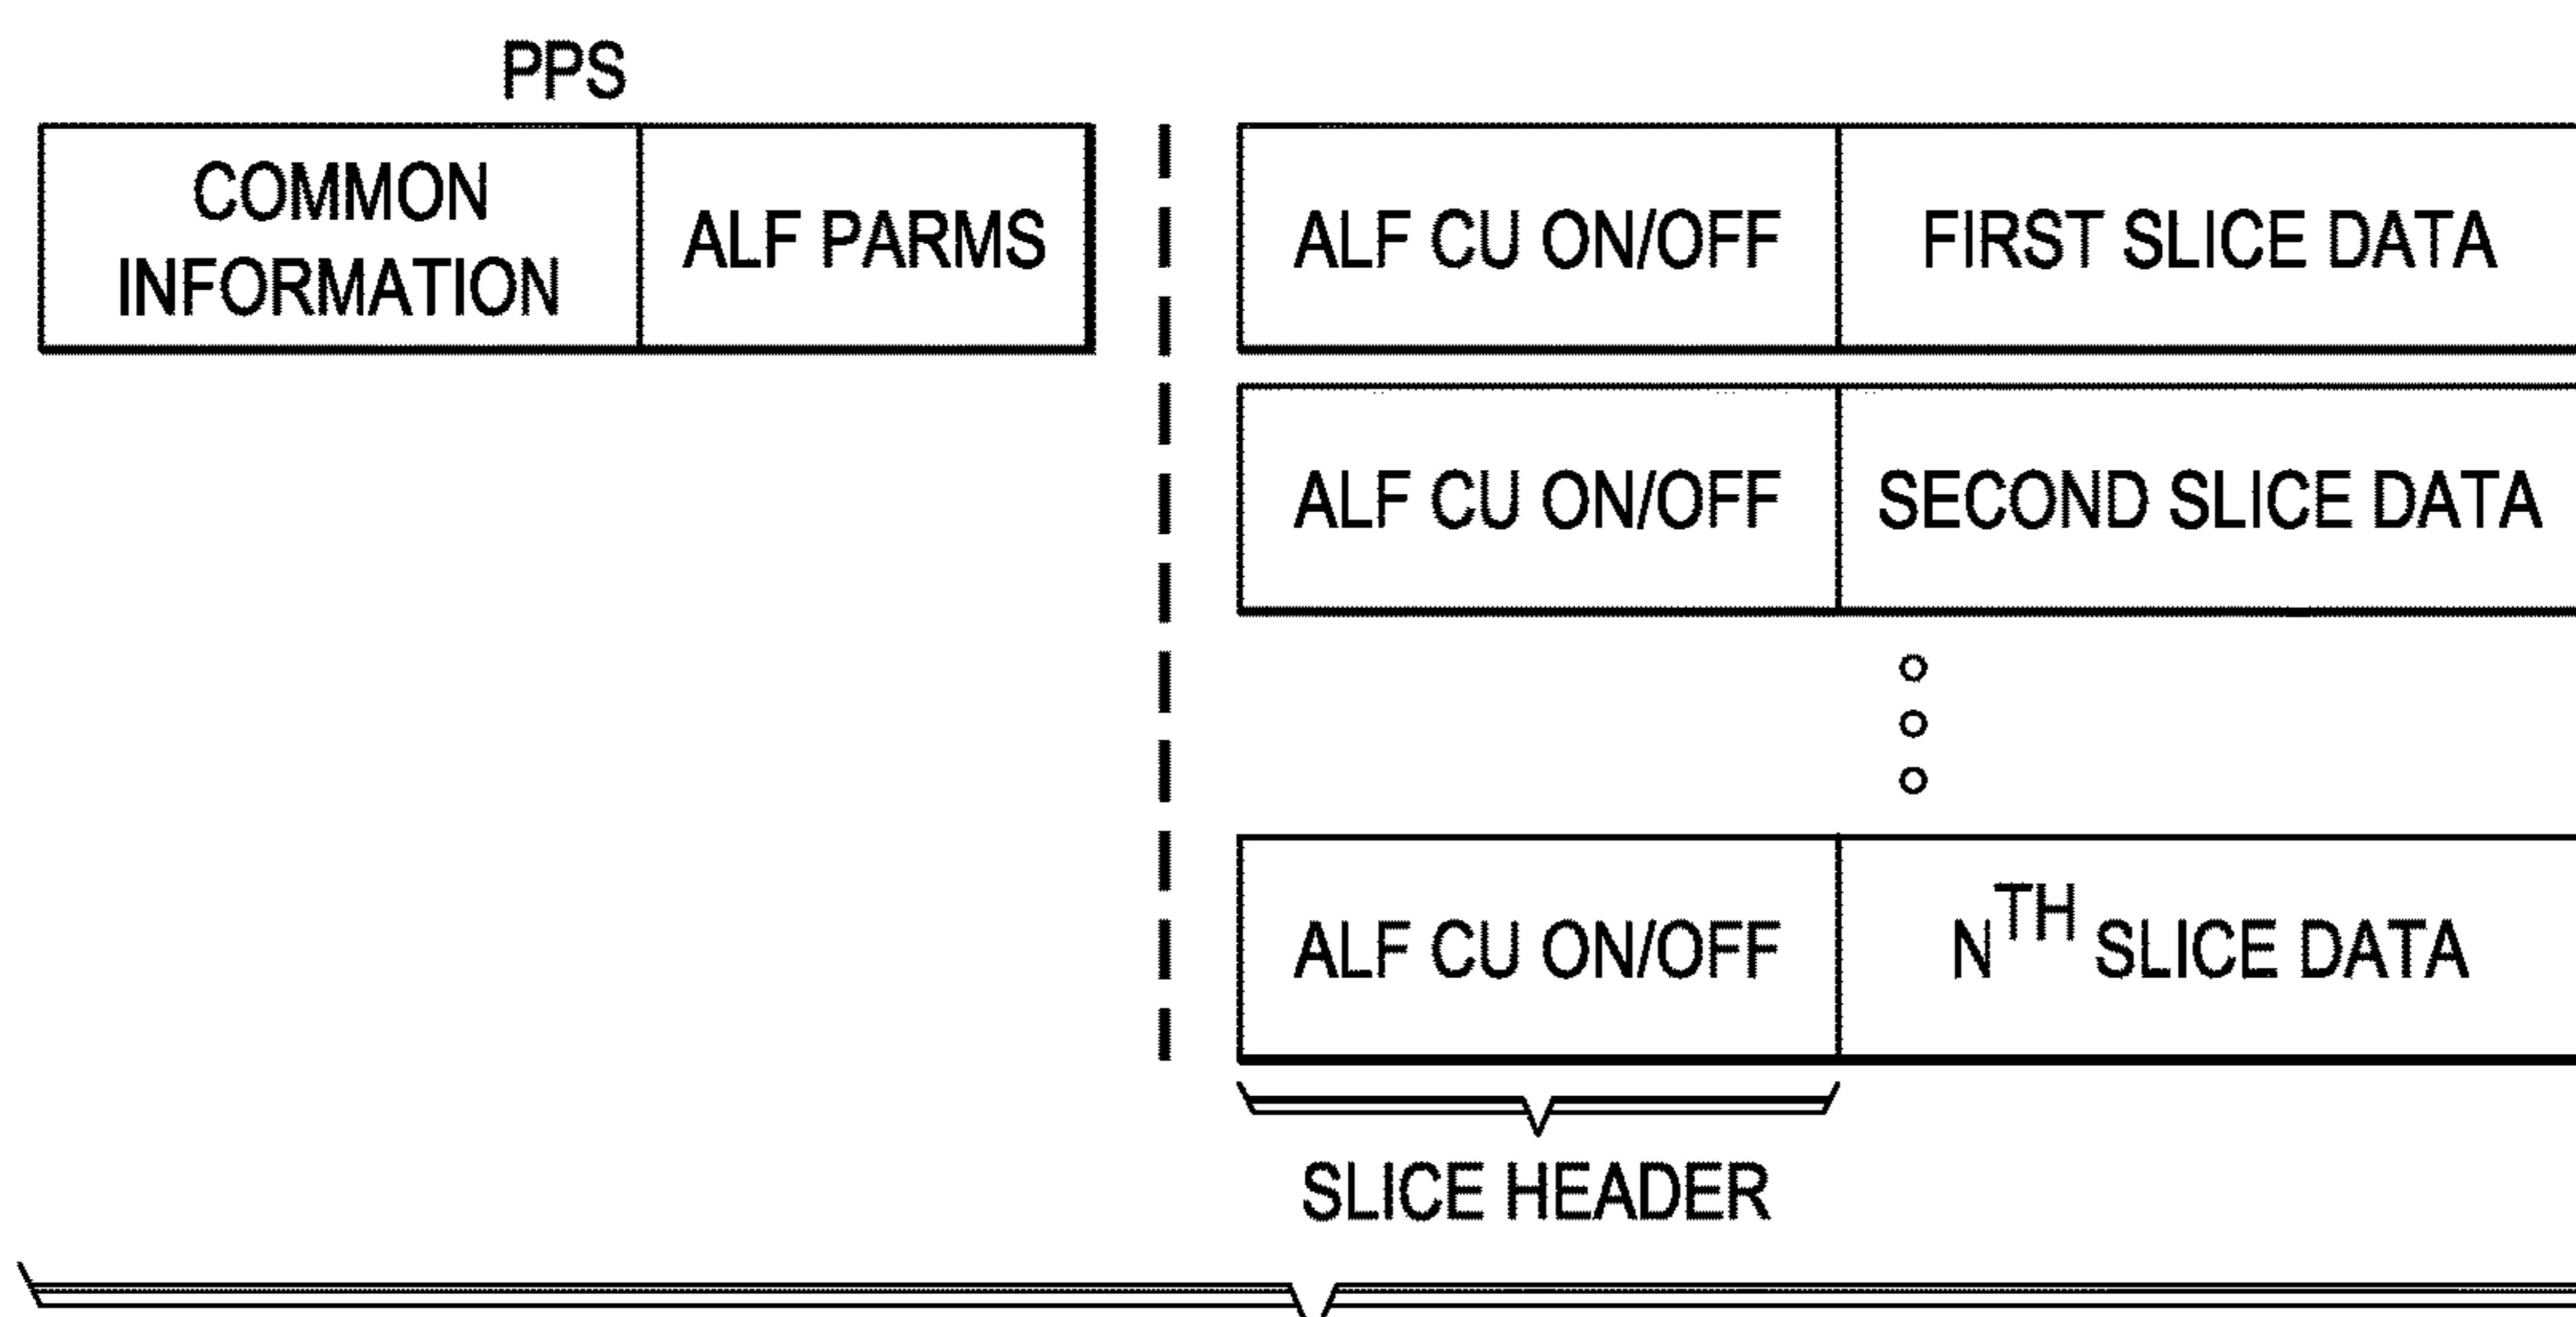 PPS
COMMON
INFORMATION
ALF PARMS
ALF CU ON/OFF
FIRST SLICE DATA
ALF CU ON/OFF
SECOND SLICE DATA
ALF CU ON/OFF
NTH SLICE DATA
SLICE HEADER